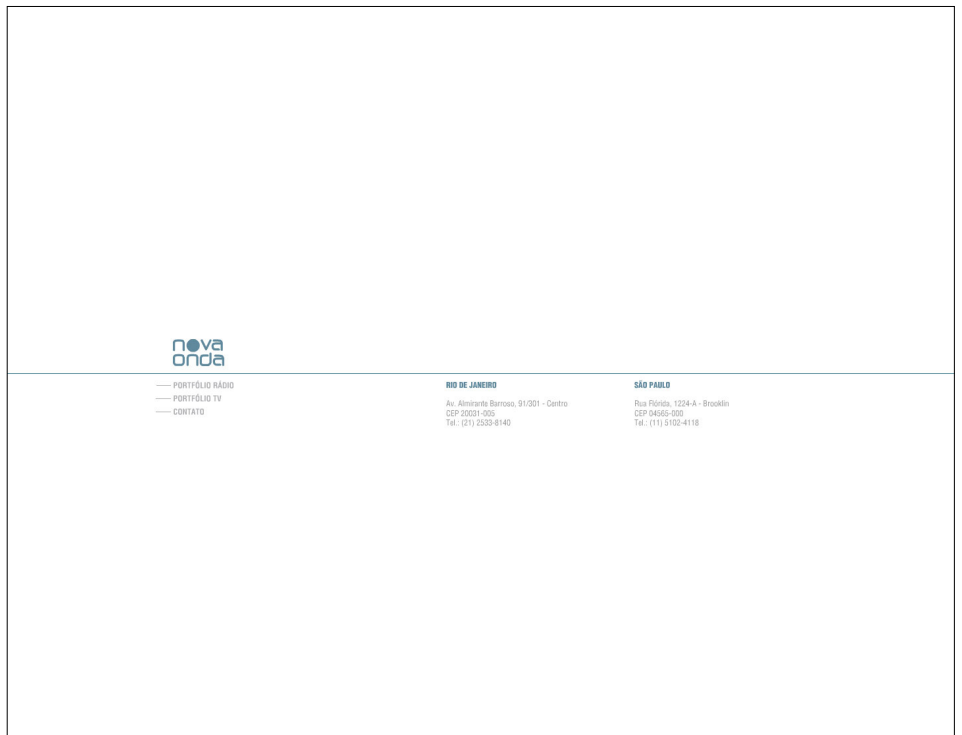 nova
onda
PORTFÓLIO RÁDIO
PORTFÓLIO TV
CONTATO
RIO DE JANEIRO
Av. Almirante Barroso, 91/301 - Centro
CEP 20031-005
Tel.: (21) 2533-8140
SÃO PAULO
Rua Flórida, 1224-A - Brooklin
CEP 04565-000
Tel.: (11) 5102-4118